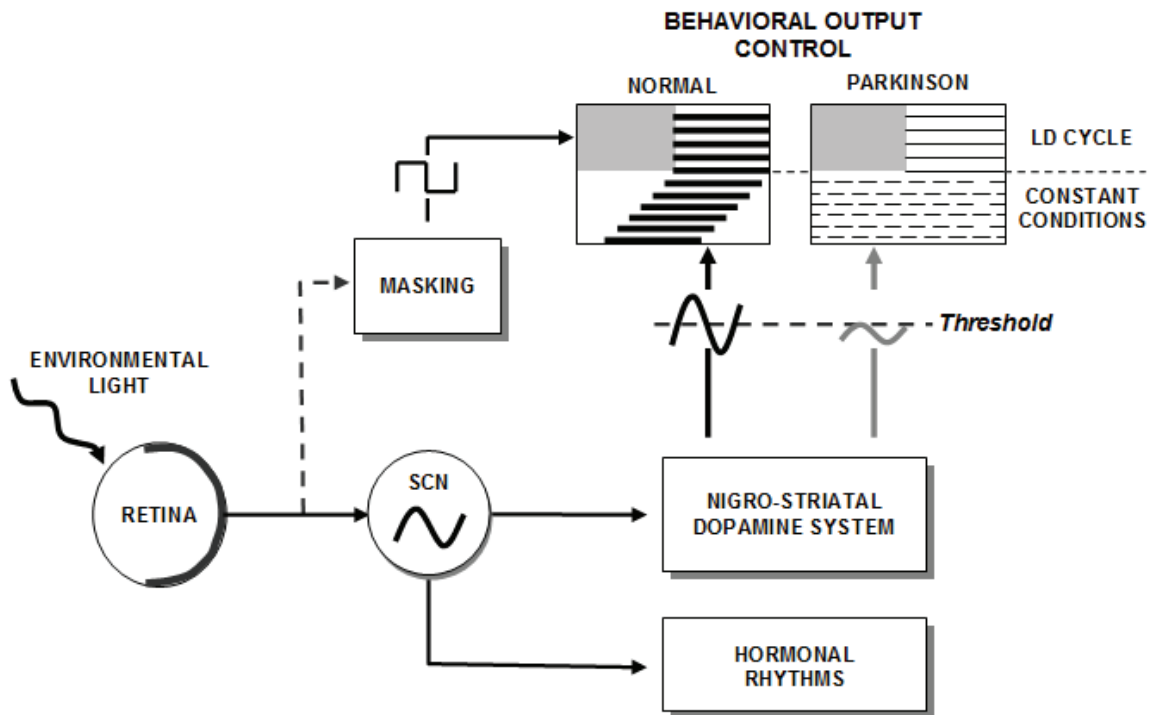 BEHAVIORAL OUTPUT
CONTROL
NORMAL
PARKINSON
LD CYCLE
CONSTANT
CONDITIONS
MASKING
Threshold
ENVIRONMENTAL
LIGHT
RETINA
SCN
NIGRO-STRIATAL
DOPAMINE SYSTEM
HORMONAL
RHYTHMS